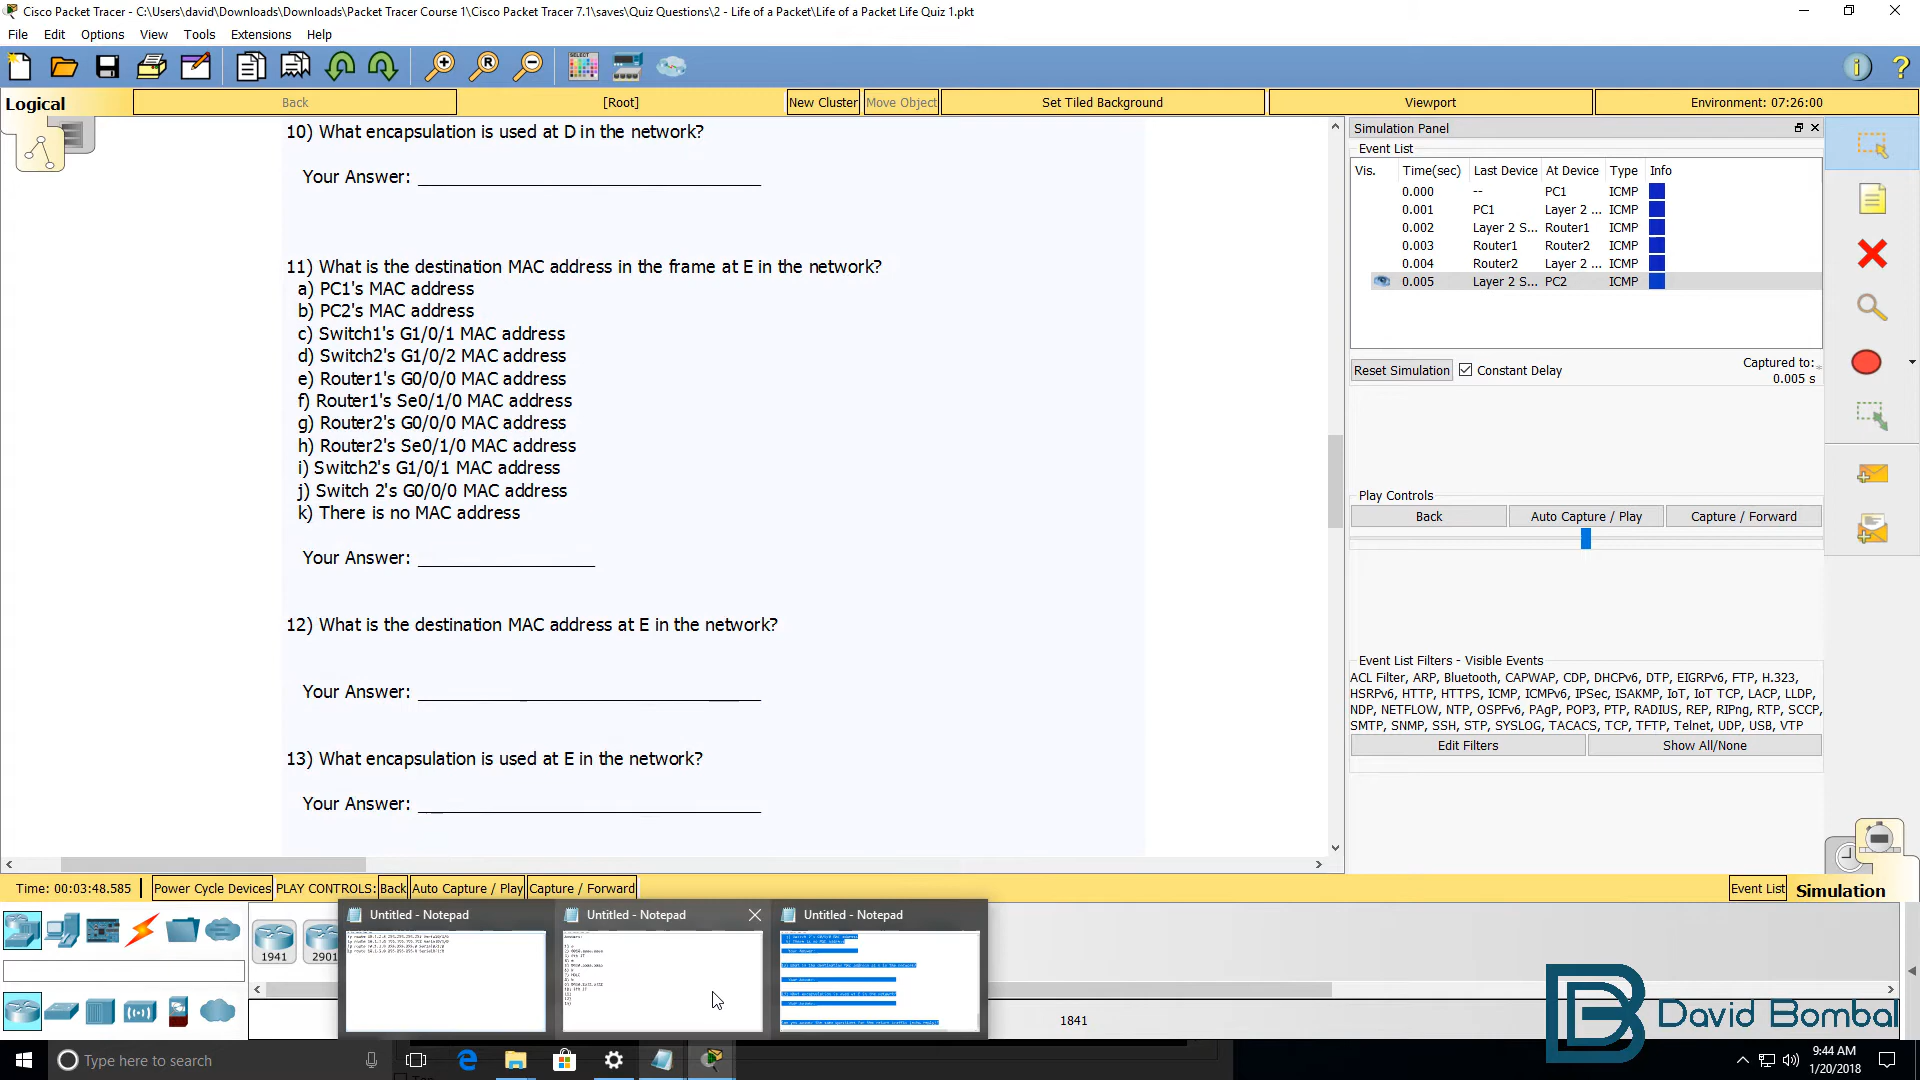 Cisco Packet Tracer - C:\Users\david\Downloads\Downloads\Packet Tracer Course 1\Cisco Packet Tracer 7.1\saves\Quiz Questions\2 - Life of a Packet\Life of a Packet Life Quiz 1.pkt
File Edit Options View Tools Extensions Help
Logical Back [Root] New Cluster Move Object Set Tiled Background Viewport Environment: 07:26:00
10) What encapsulation is used at D in the network?
Your Answer: ____________________
11) What is the destination MAC address in the frame at E in the network?
a) PC1's MAC address
b) PC2's MAC address
c) Switch1's G1/0/1 MAC address
d) Switch2's G1/0/2 MAC address
e) Router1's G0/0/0 MAC address
f) Router1's Se0/1/0 MAC address
g) Router2's G0/0/0 MAC address
h) Router2's Se0/1/0 MAC address
i) Switch2's G1/0/1 MAC address
j) Switch 2's G0/0/0 MAC address
k) There is no MAC address
Your Answer: ____________________
12) What is the destination MAC address at E in the network?
Your Answer: ____________________
13) What encapsulation is used at E in the network?
Your Answer: ____________________
Simulation Panel
Event List
Vis. Time(sec) Last Device At Device Type Info
0.000 -- PC1 ICMP
0.001 PC1 Layer 2 ... ICMP
0.002 Layer 2 S... Router1 ICMP
0.003 Router1 Router2 ICMP
0.004 Router2 Layer 2 ... ICMP
0.005 Layer 2 S... PC2 ICMP
Reset Simulation Constant Delay Captured to:
0.005 s
Play Controls
Back Auto Capture / Play Capture / Forward
Event List Filters - Visible Events
ACL Filter, ARP, Bluetooth, CAPWAP, CDP, DHCPv6, DTP, EIGRPv6, FTP, H.323,
HSRPv6, HTTP, HTTPS, ICMP, ICMPv6, IPSec, ISAKMP, IoT, IoT TCP, LACP, LLDP,
NDP, NETFLOW, NTP, OSPFv6, PAgP, POP3, PTP, RADIUS, REP, RIPng, RTP, SCCP,
SMTP, SNMP, SSH, STP, SYSLOG, TACACS, TCP, TFTP, Telnet, UDP, USB, VTP
Edit Filters Show All/None
Time: 00:03:48.585 Power Cycle Devices PLAY CONTROLS: Back Auto Capture / Play Capture / Forward Event List Simulation
Untitled - Notepad Untitled - Notepad Untitled - Notepad
1941 2901
1841
David Bombal
Type here to search
9:44 AM
1/20/2018